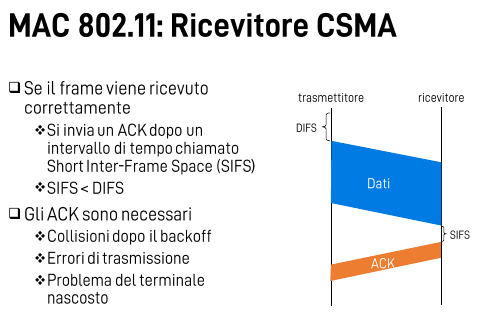 MAC 802.11: Ricevitore CSMA
Se il frame viene ricevuto
correttamente
Si invia un ACK dopo un
intervallo di tempo chiamato
Short Inter-Frame Space (SIFS)
SIFS < DIFS
Gli ACK sono necessari
Collisioni dopo il backoff
Errori di trasmissione
Problema del terminale
nascosto
trasmettitore
ricevitore
DIFS
Dati
SIFS
ACK